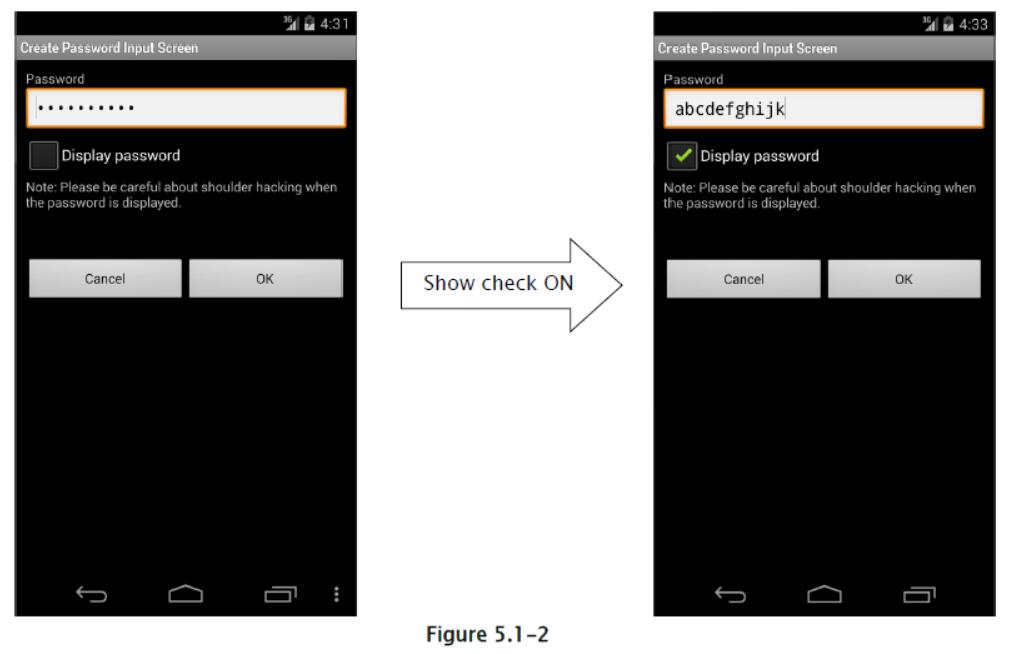 3G 4:31
Create Password Input Screen
Password
••••••••••
Display password
Note: Please be careful about shoulder hacking when
the password is displayed.
Cancel OK
Show check ON
3G 4:33
Create Password Input Screen
Password
abcdefghijk
Display password
Note: Please be careful about shoulder hacking when
the password is displayed.
Cancel OK
Figure 5.1-2